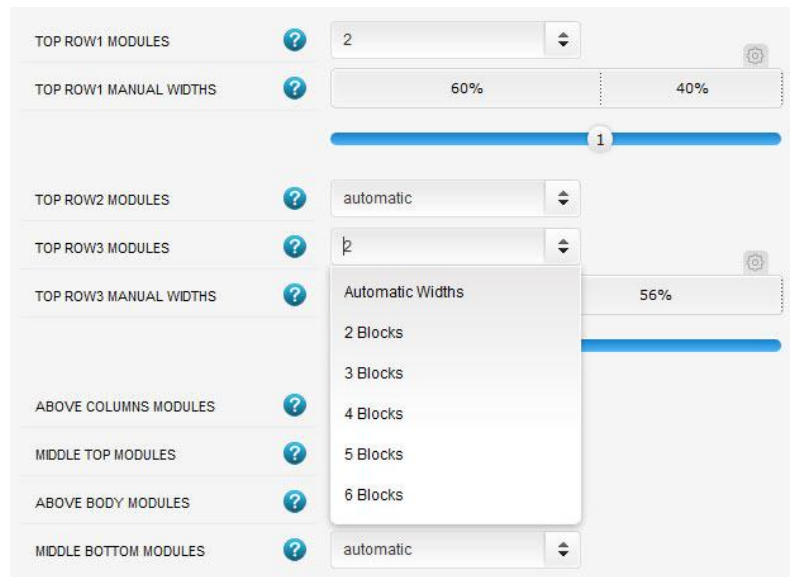 TOP ROW1 MODULES ? 2
TOP ROW1 MANUAL WIDTHS ? 60% 40%
1
TOP ROW2 MODULES ? automatic
TOP ROW3 MODULES ? 2
TOP ROW3 MANUAL WIDTHS ? 56%
Automatic Widths
2 Blocks
3 Blocks
4 Blocks
5 Blocks
6 Blocks
ABOVE COLUMNS MODULES ?
MIDDLE TOP MODULES ?
ABOVE BODY MODULES ?
MIDDLE BOTTOM MODULES ? automatic